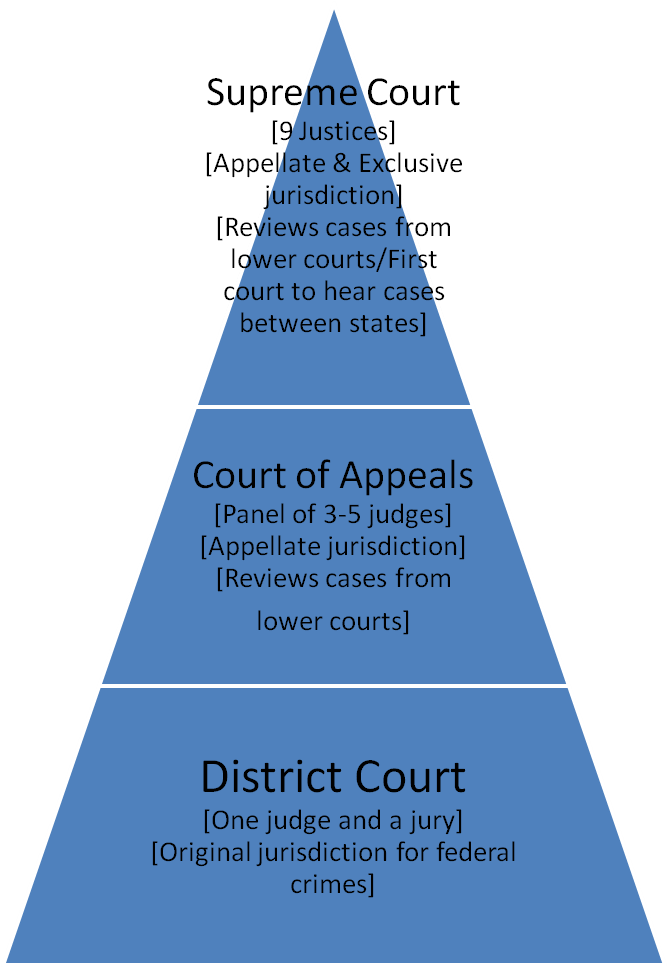 Supreme Court
[9 Justices]
[Appellate & Exclusive
jurisdiction]
[Reviews cases from
lower courts/First
court to hear cases
between states]
Court of Appeals
[Panel of 3-5 judges]
[Appellate jurisdiction]
[Reviews cases from
lower courts]
District Court
[One judge and a jury]
[Original jurisdiction for federal
crimes]